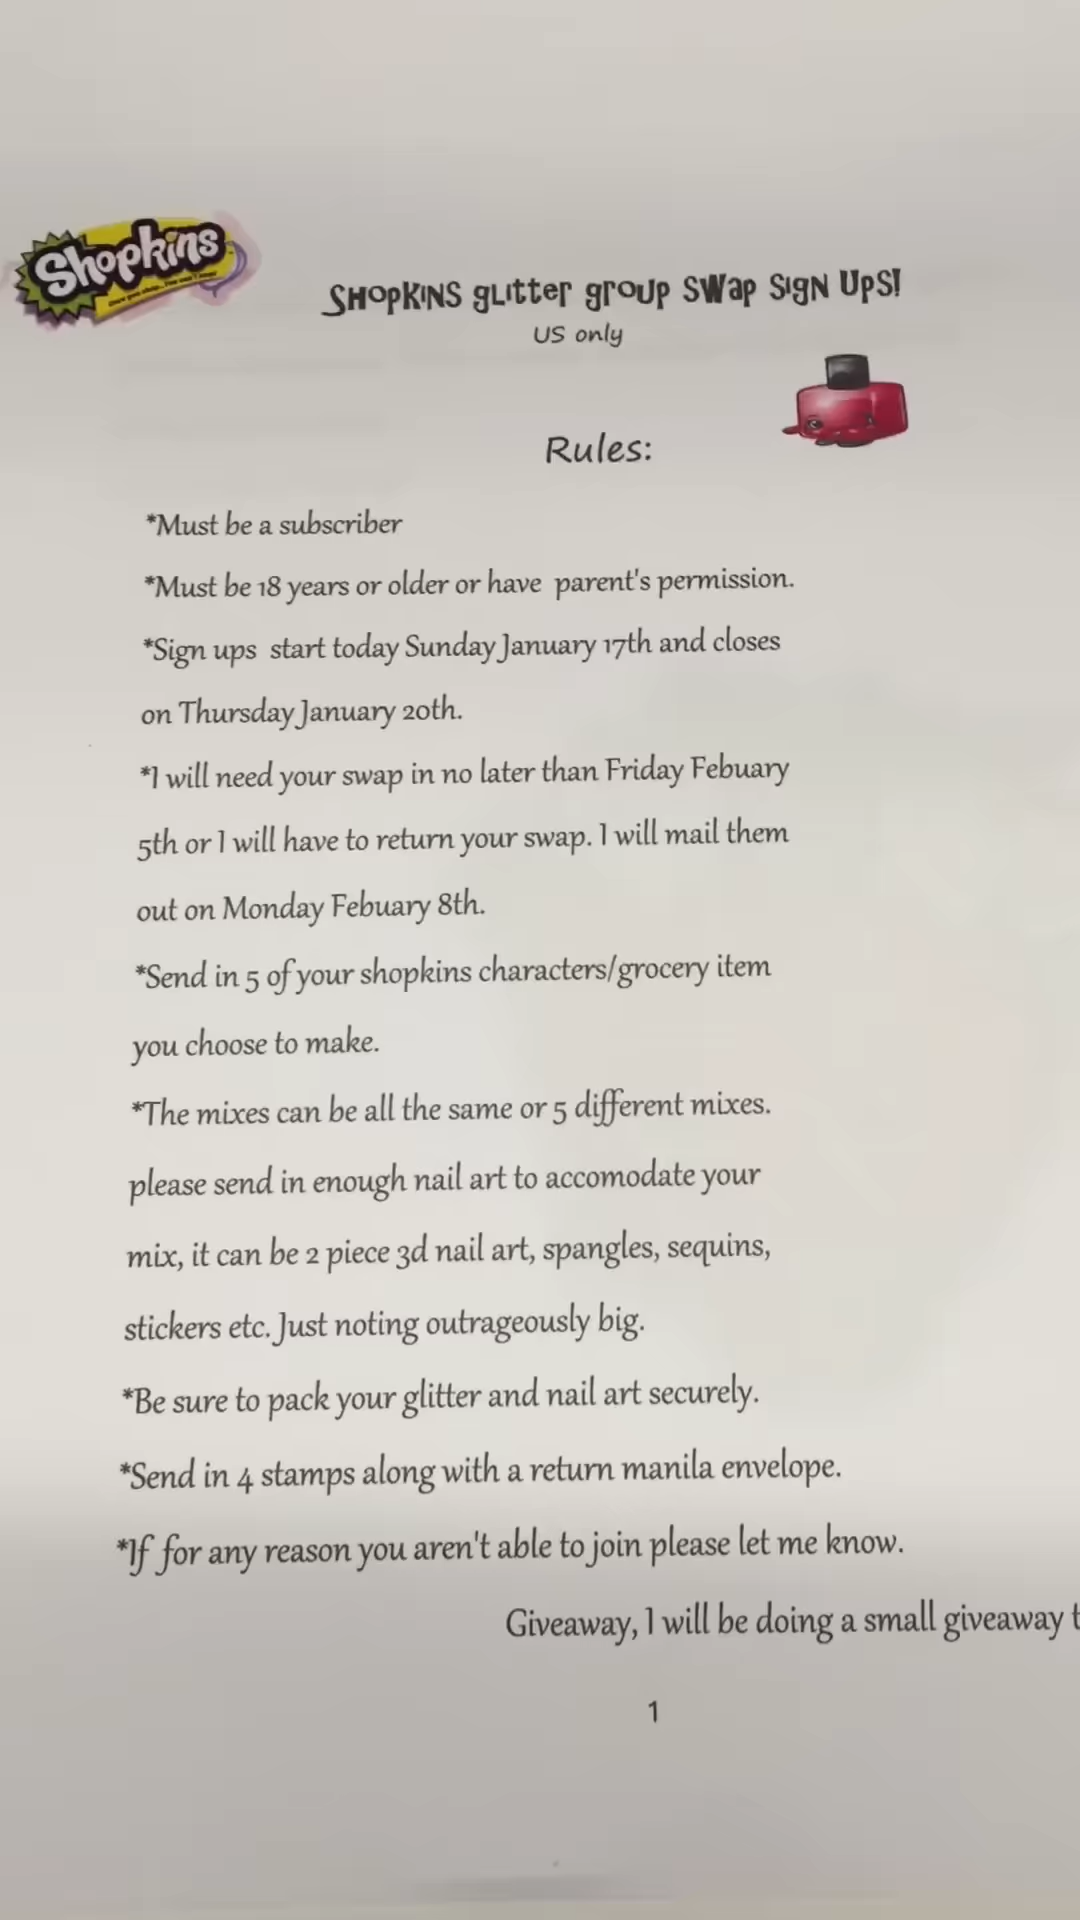 Shopkins
SHOPKINS glitter group SWap SIGN UPS!
US only
Rules:
*Must be a subscriber
*Must be 18 years or older or have parent's permission.
*Sign ups start today Sunday January 17th and closes
on Thursday January 20th.
*I will need your swap in no later than Friday Febuary
5th or I will have to return your swap. I will mail them
out on Monday Febuary 8th.
*Send in 5 of your shopkins characters/grocery item
you choose to make.
*The mixes can be all the same or 5 different mixes.
please send in enough nail art to accomodate your
mix, it can be 2 piece 3d nail art, spangles, sequins,
stickers etc. Just noting outrageously big.
*Be sure to pack your glitter and nail art securely.
*Send in 4 stamps along with a return manila envelope.
*If for any reason you aren't able to join please let me know.
Giveaway, I will be doing a small giveaway t
1